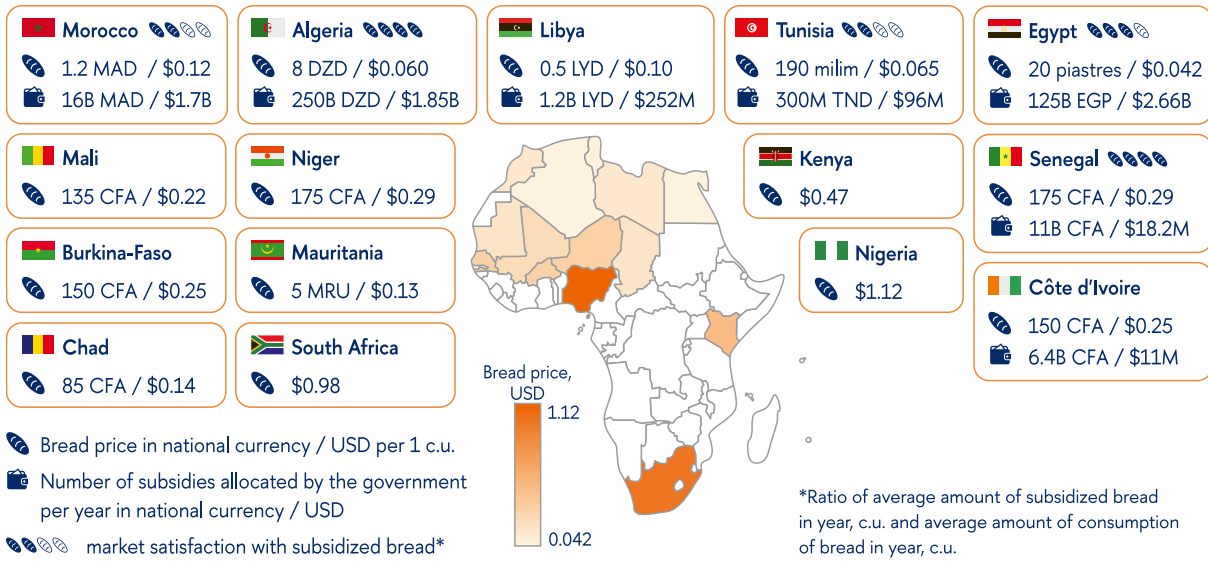 Morocco
1.2 MAD / $0.12
16B MAD / $1.7B
Algeria
8 DZD / $0.060
250B DZD / $1.85B
Libya
0.5 LYD / $0.10
1.2B LYD / $252M
Tunisia
190 milim / $0.065
300M TND / $96M
Egypt
20 piastres / $0.042
125B EGP / $2.66B
Mali
135 CFA / $0.22
Niger
175 CFA / $0.29
Kenya
$0.47
Senegal
175 CFA / $0.29
11B CFA / $18.2M
Burkina-Faso
150 CFA / $0.25
Mauritania
5 MRU / $0.13
Nigeria
$1.12
Côte d'Ivoire
150 CFA / $0.25
6.4B CFA / $11M
Chad
85 CFA / $0.14
South Africa
$0.98
Bread price,
USD
1.12
0.042
Bread price in national currency / USD per 1 c.u.
Number of subsidies allocated by the government
per year in national currency / USD
market satisfaction with subsidized bread*
*Ratio of average amount of subsidized bread
in year, c.u. and average amount of consumption
of bread in year, c.u.